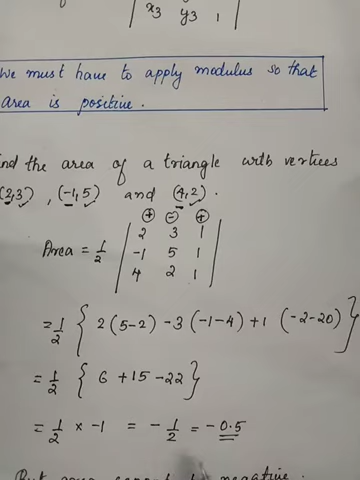 x3 y3 1
we must have to apply modulus so that
area is positive.
ind the area of a triangle with vertices
(2,3) , (-1,5) and (4,2).
+ - +
2 3 1
Area = 1/2 -1 5 1
4 2 1
= 1/2 { 2(5-2) -3(-1-4) +1 (-2-20) }
= 1/2 { 6 +15 -22 }
= 1/2 x -1 = -1/2 = -0.5
negative.